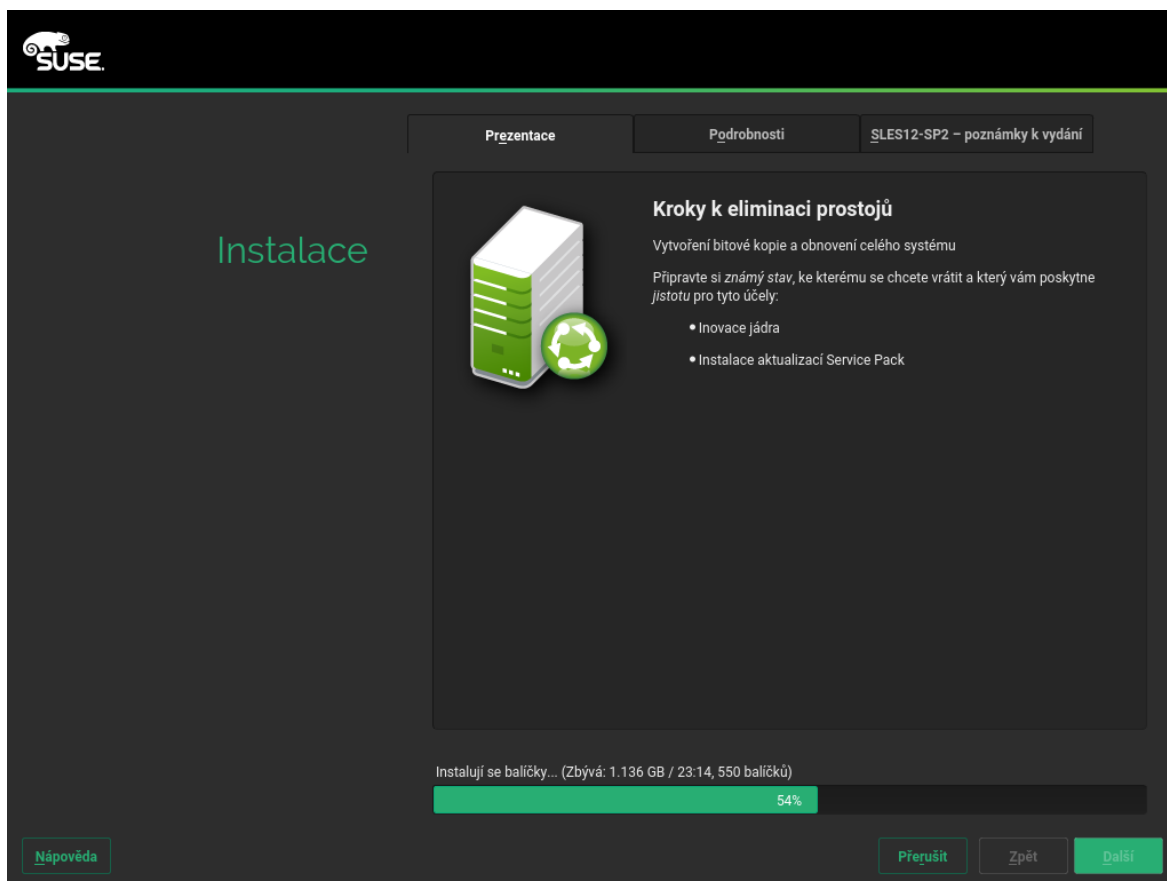 SUSE.
Prezentace
Podrobnosti
SLES12-SP2 – poznámky k vydání
Instalace
Kroky k eliminaci prostojů
Vytvoření bitové kopie a obnovení celého systému
Připravte si známý stav, ke kterému se chcete vrátit a který vám poskytne
jistotu pro tyto účely:
• Inovace jádra
• Instalace aktualizací Service Pack
Instalují se balíčky... (Zbývá: 1.136 GB / 23:14, 550 balíčků)
54%
Nápověda
Přerušit
Zpět
Další